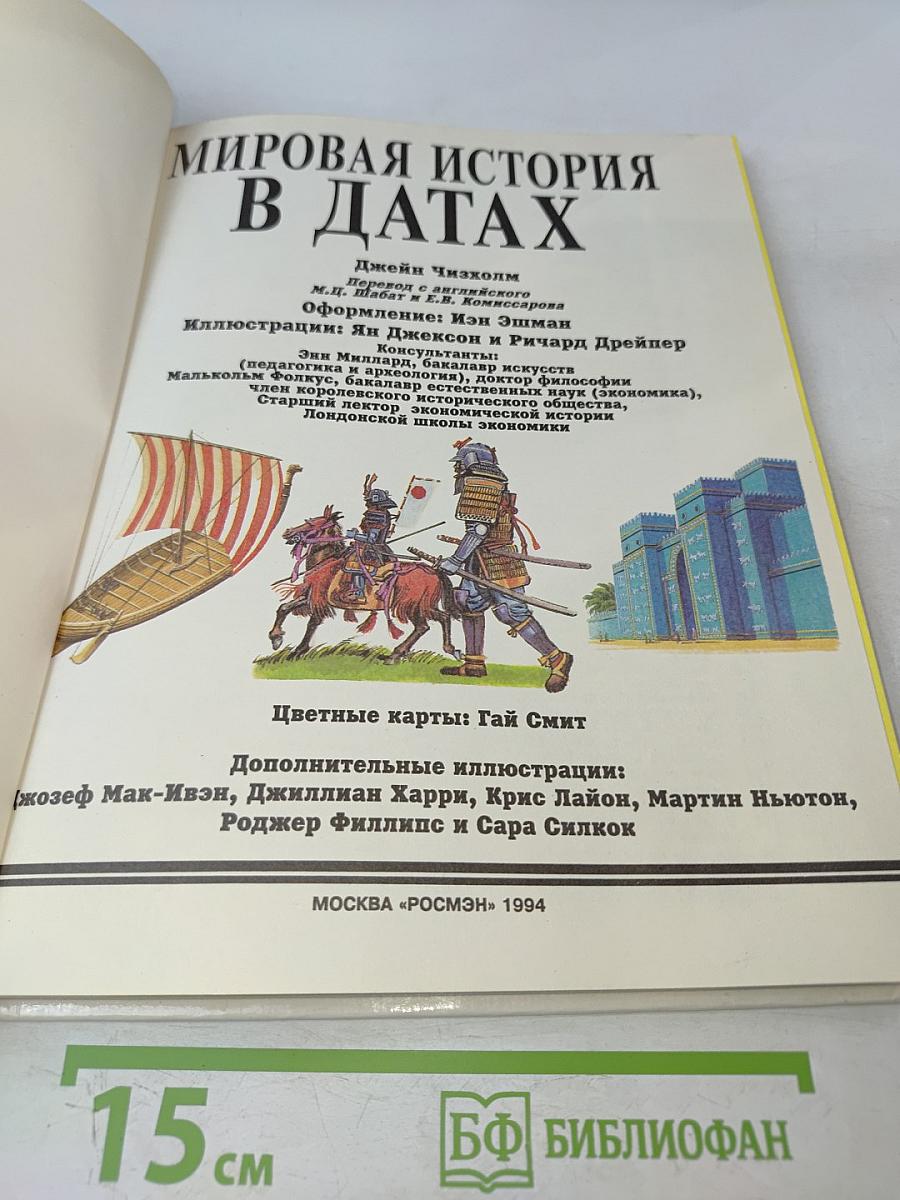 МИРОВАЯ ИСТОРИЯ
В ДАТАХ
Джейн Чизхолм
Перевод с английского
М.Ц. Шабат и Е.В. Комиссарова
Оформление: Иэн Эшман
Иллюстрации: Ян Джексон и Ричард Дрейпер
Консультанты:
Энн Миллард, бакалавр искусств
(педагогика и археология), доктор философии
Малькольм Фолкус, бакалавр естественных наук (экономика),
член королевского исторического общества,
Старший лектор экономической истории
Лондонской школы экономики
Цветные карты: Гай Смит
Дополнительные иллюстрации:
Джозеф Мак-Ивэн, Джиллиан Харри, Крис Лайон, Мартин Ньютон,
Роджер Филлипс и Сара Силкок
МОСКВА «РОСМЭН» 1994
15 см
БФ БИБЛИОФАН